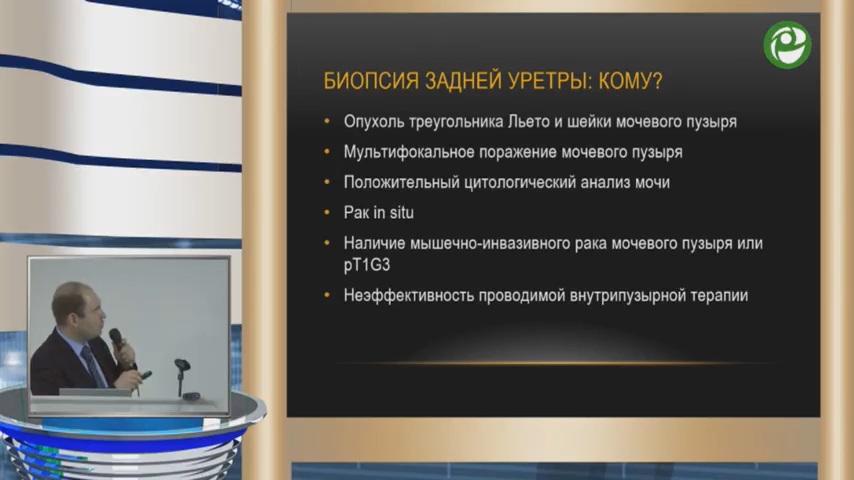 БИОПСИЯ ЗАДНЕЙ УРЕТРЫ: КОМУ?
• Опухоль треугольника Льето и шейки мочевого пузыря
• Мультифокальное поражение мочевого пузыря
• Положительный цитологический анализ мочи
• Рак in situ
• Наличие мышечно-инвазивного рака мочевого пузыря или
рТ1G3
• Неэффективность проводимой внутрипузырной терапии